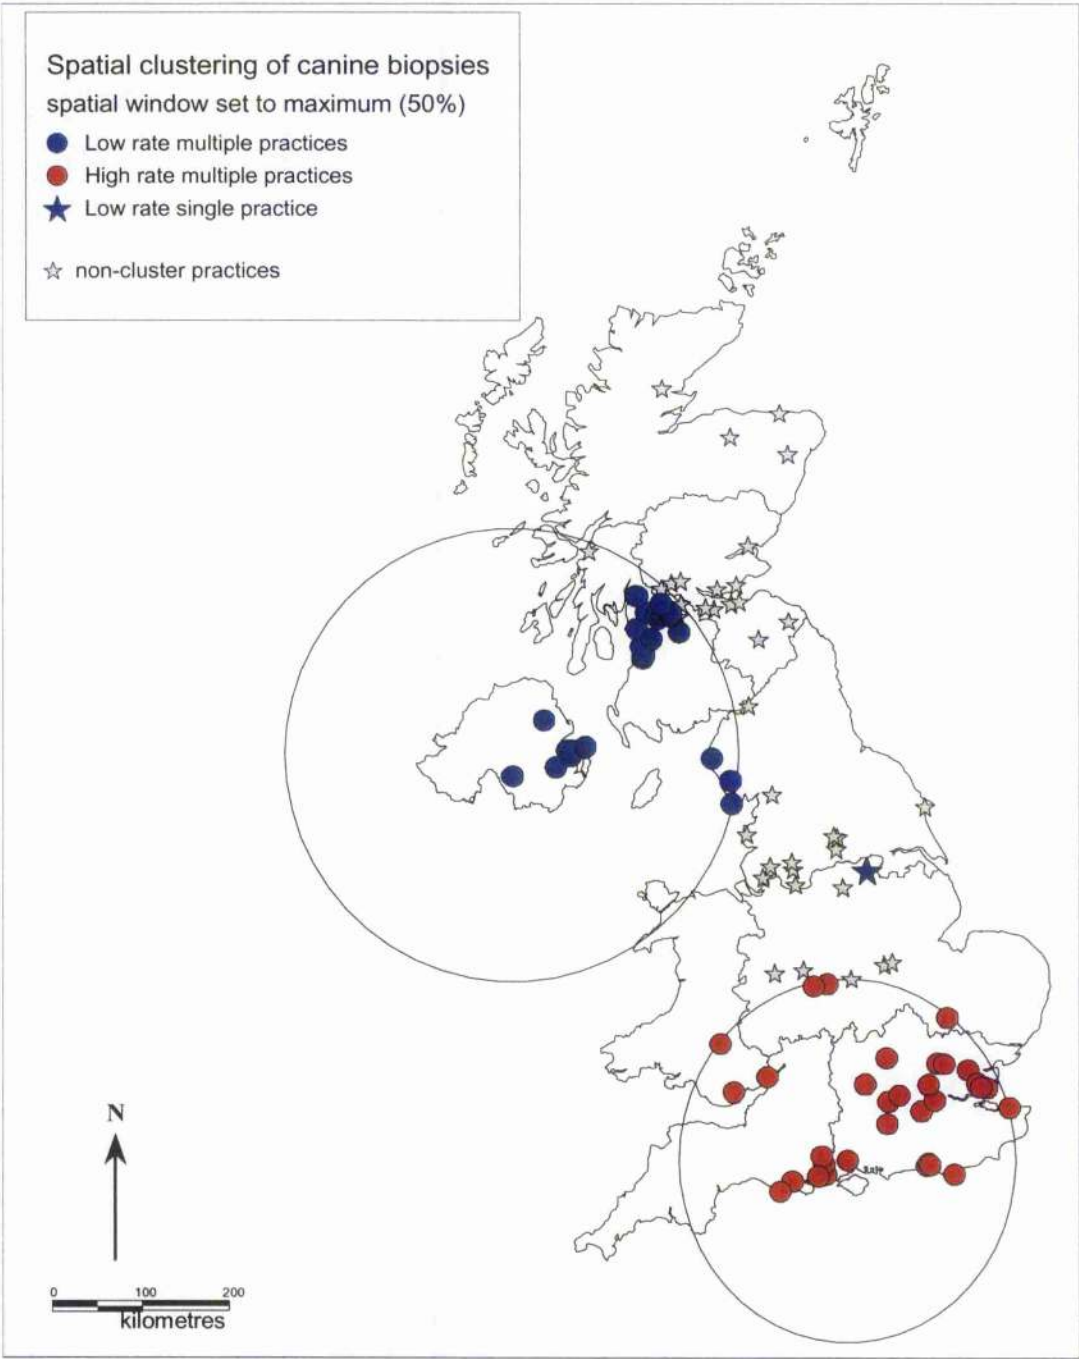 Spatial clustering of canine biopsies
spatial window set to maximum (50%)
Low rate multiple practices
High rate multiple practices
Low rate single practice
non-cluster practices
N
0 100 200
kilometres